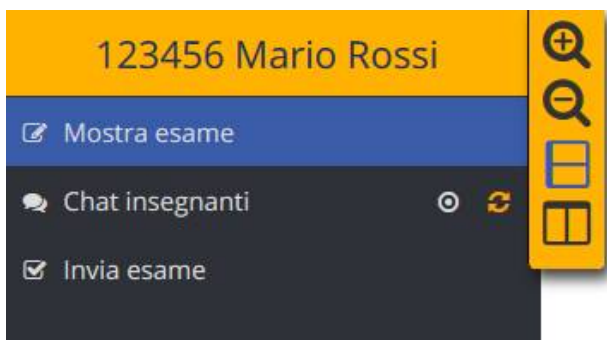 123456 Mario Rossi
Mostra esame
Chat insegnanti
Invia esame